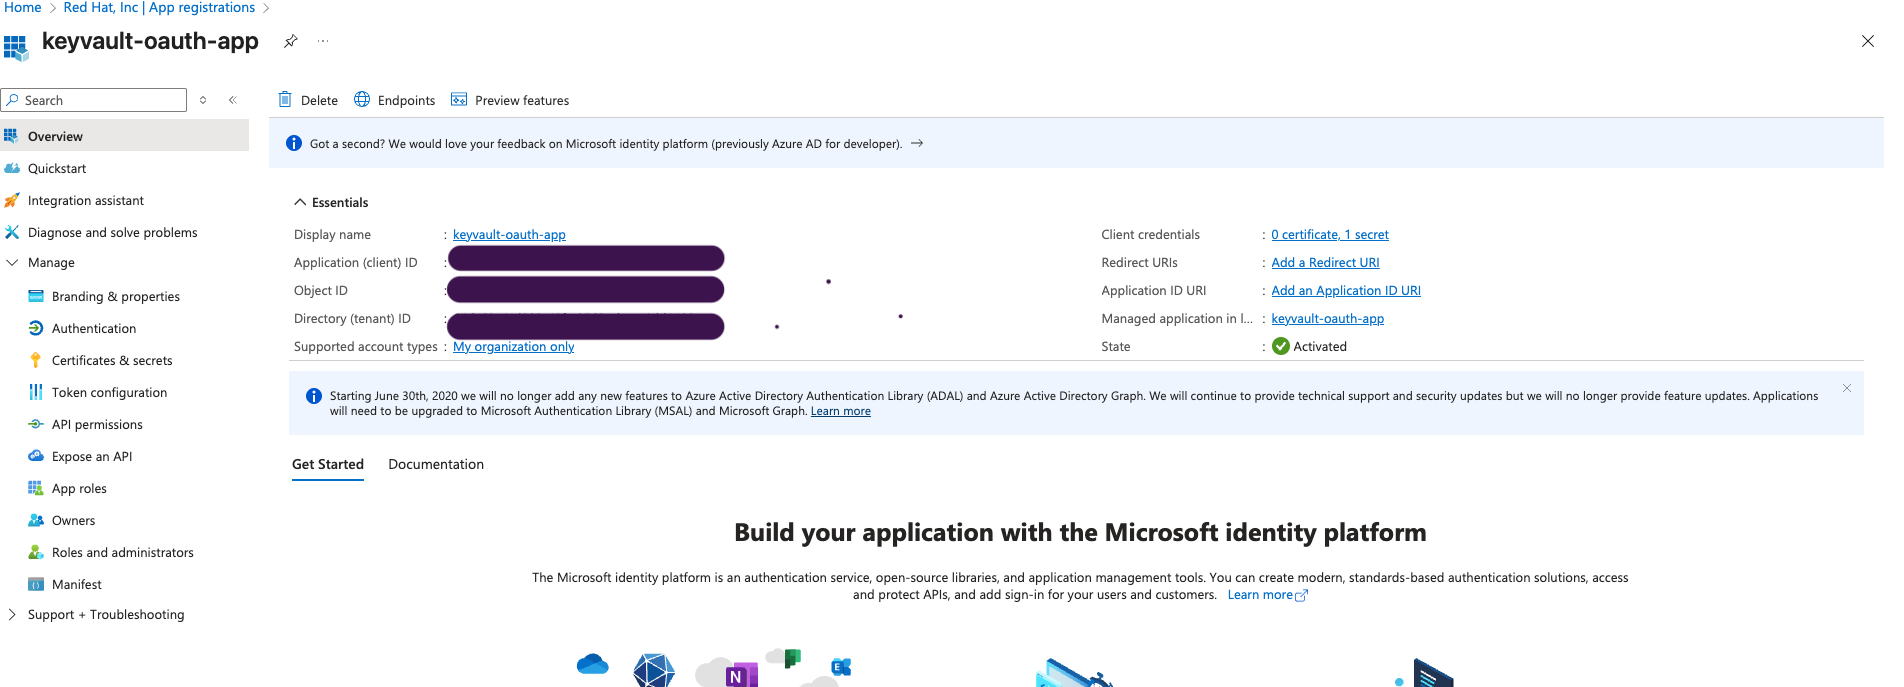 Home > Red Hat, Inc | App registrations >
keyvault-oauth-app ...
Search
Overview
Quickstart
Integration assistant
Diagnose and solve problems
Manage
Branding & properties
Authentication
Certificates & secrets
Token configuration
API permissions
Expose an API
App roles
Owners
Roles and administrators
Manifest
Support + Troubleshooting
Delete Endpoints Preview features
Got a second? We would love your feedback on Microsoft identity platform (previously Azure AD for developer). →
Essentials
Display name : keyvault-oauth-app
Application (client) ID :
Object ID :
Directory (tenant) ID :
Supported account types : My organization only
Client credentials : 0 certificate, 1 secret
Redirect URIs : Add a Redirect URI
Application ID URI : Add an Application ID URI
Managed application in l... : keyvault-oauth-app
State : Activated
Starting June 30th, 2020 we will no longer add any new features to Azure Active Directory Authentication Library (ADAL) and Azure Active Directory Graph. We will continue to provide technical support and security updates but we will no longer provide feature updates. Applications
will need to be upgraded to Microsoft Authentication Library (MSAL) and Microsoft Graph. Learn more
Get Started Documentation
Build your application with the Microsoft identity platform
The Microsoft identity platform is an authentication service, open-source libraries, and application management tools. You can create modern, standards-based authentication solutions, access
and protect APIs, and add sign-in for your users and customers. Learn more
N
E